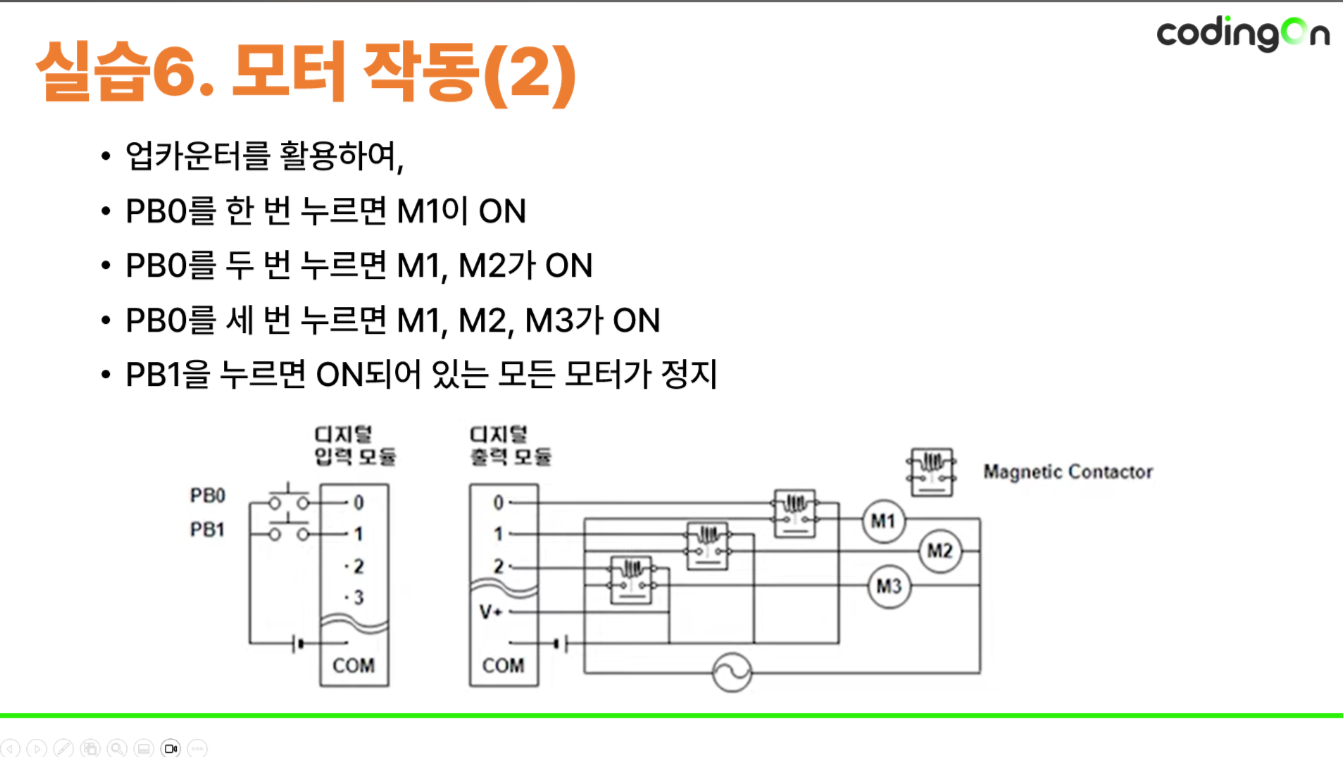 codingOn
실습6. 모터 작동(2)
• 업카운터를 활용하여,
• PB0를 한 번 누르면 M1이 ON
• PB0를 두 번 누르면 M1, M2가 ON
• PB0를 세 번 누르면 M1, M2, M3가 ON
• PB1을 누르면 ON되어 있는 모든 모터가 정지
디지털
입력 모듈
PB0
PB1
0
1
·2
·3
COM
디지털
출력 모듈
0
1
2
V+
COM
Magnetic Contactor
M1
M2
M3